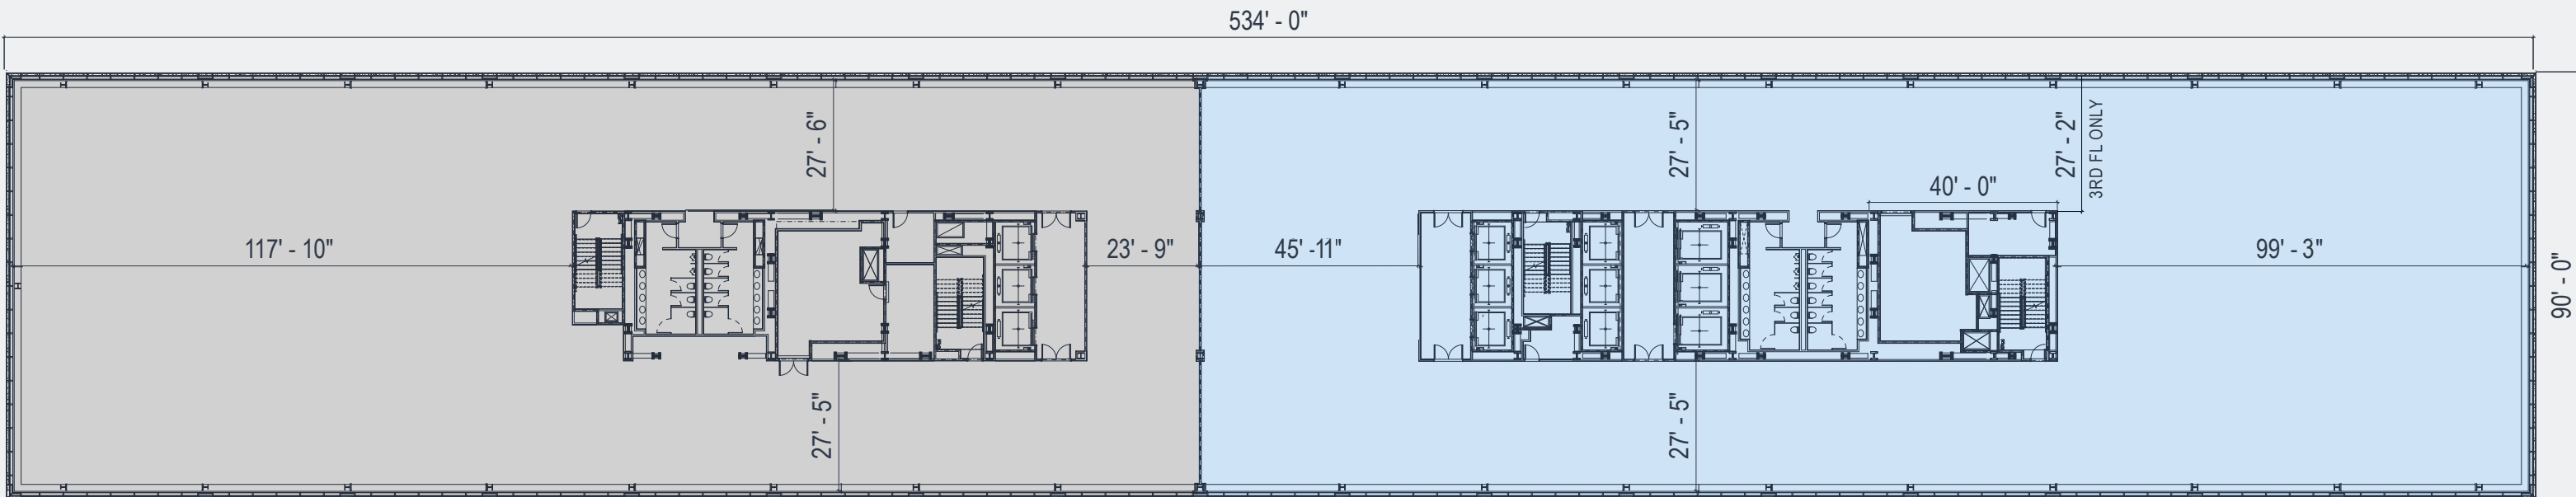 534' - 0"
27' - 6"
27' - 5"
27' - 2"
3RD FL ONLY
40' - 0"
117' - 10"
23' - 9"
45' -11"
99' - 3"
90' - 0"
27' - 5"
27' - 5"